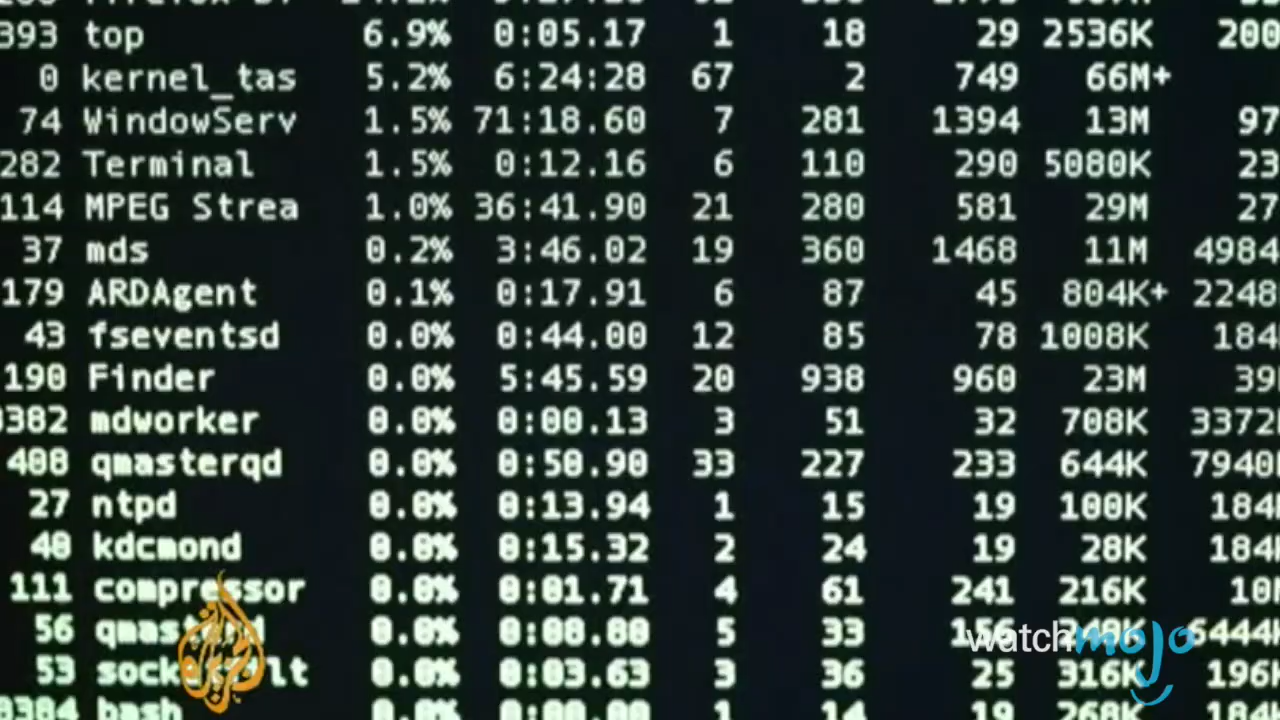 393 top 6.9% 0:05.17 1 18 29 2536K 200
0 kernel_tas 5.2% 6:24:28 67 2 749 66M+
74 WindowServ 1.5% 71:18.60 7 281 1394 13M 97
282 Terminal 1.5% 0:12.16 6 110 290 5080K 23
114 MPEG Strea 1.0% 36:41.90 21 280 581 29M 27
37 mds 0.2% 3:46.02 19 360 1468 11M 4984
179 ARDAgent 0.1% 0:17.91 6 87 45 804K+ 2248
43 fseventsd 0.0% 0:44.00 12 85 78 1008K 184
190 Finder 0.0% 5:45.59 20 938 960 23M 39
3382 mdworker 0.0% 0:00.13 3 51 32 708K 3372
408 qmasterqd 0.0% 0:50.90 33 227 233 644K 7940
27 ntpd 0.0% 0:13.94 1 15 19 100K 184
40 kdcmond 0.0% 0:15.32 2 24 19 28K 184
111 compressor 0.0% 0:01.71 4 61 241 216K 10
56 0.0% 5 33 6444
53 0.0% 0:03.63 3 36 25 316K 196
bash 1 14 19 268K 184
watchmojo